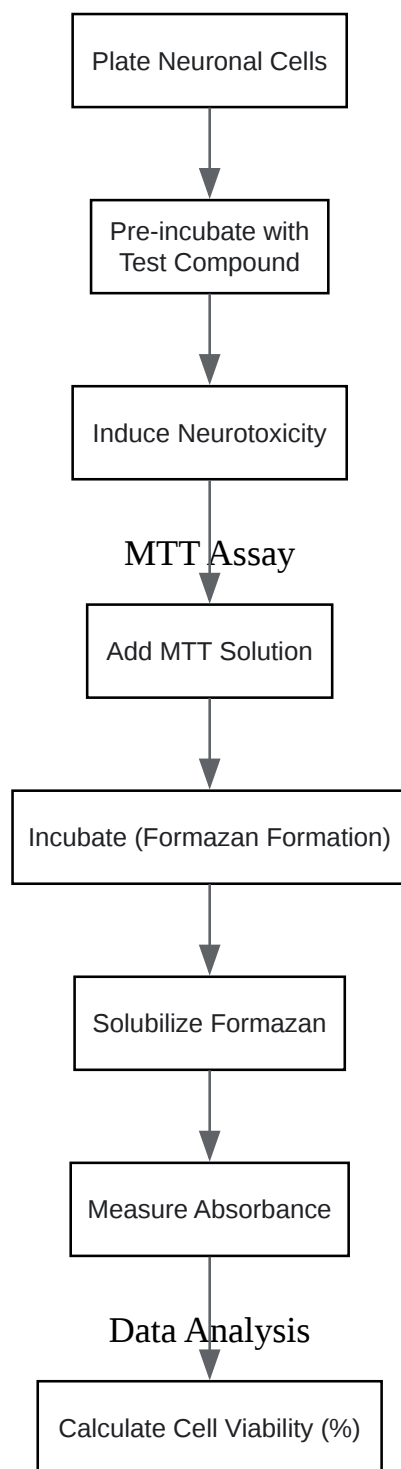 Plate Neuronal Cells
Pre-incubate with
Test Compound
Induce Neurotoxicity
MTT Assay
Add MTT Solution
Incubate (Formazan Formation)
Solubilize Formazan
Measure Absorbance
Data Analysis
Calculate Cell Viability (%)